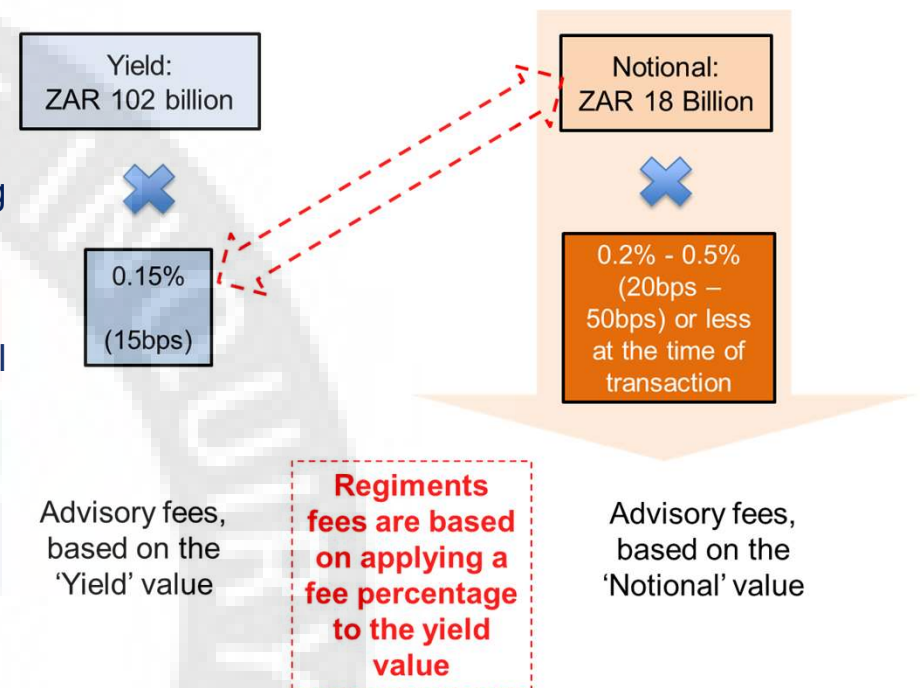 Yield:
ZAR 102 billion
Notional:
ZAR 18 Billion
0.15%
(15bps)
0.2% - 0.5%
(20bps –
50bps) or less
at the time of
transaction
Advisory fees,
based on the
‘Yield’ value
Regiments
fees are based
on applying a
fee percentage
to the yield
value
Advisory fees,
based on the
‘Notional’ value